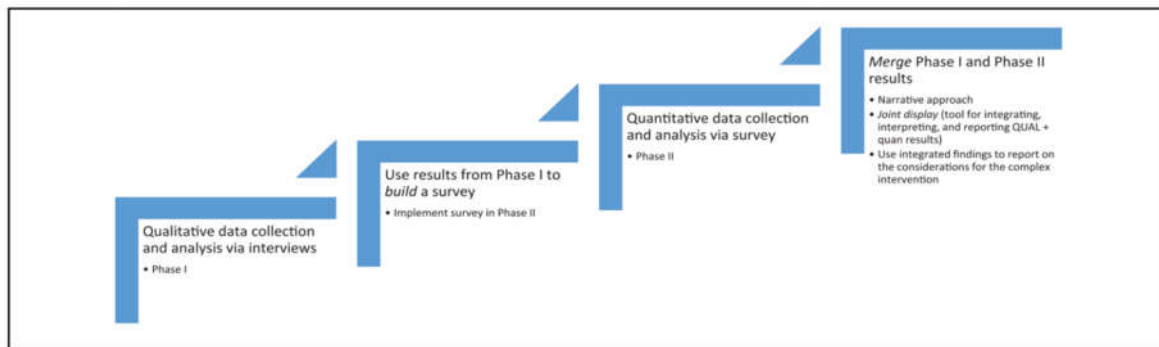 Qualitative data collection
and analysis via interviews
• Phase I
Use results from Phase I to
build a survey
• Implement survey in Phase II
Quantitative data collection
and analysis via survey
• Phase II
Merge Phase I and Phase II
results
• Narrative approach
• Joint display (tool for integrating,
interpreting, and reporting QUAL +
quan results)
• Use integrated findings to report on
the considerations for the complex
intervention